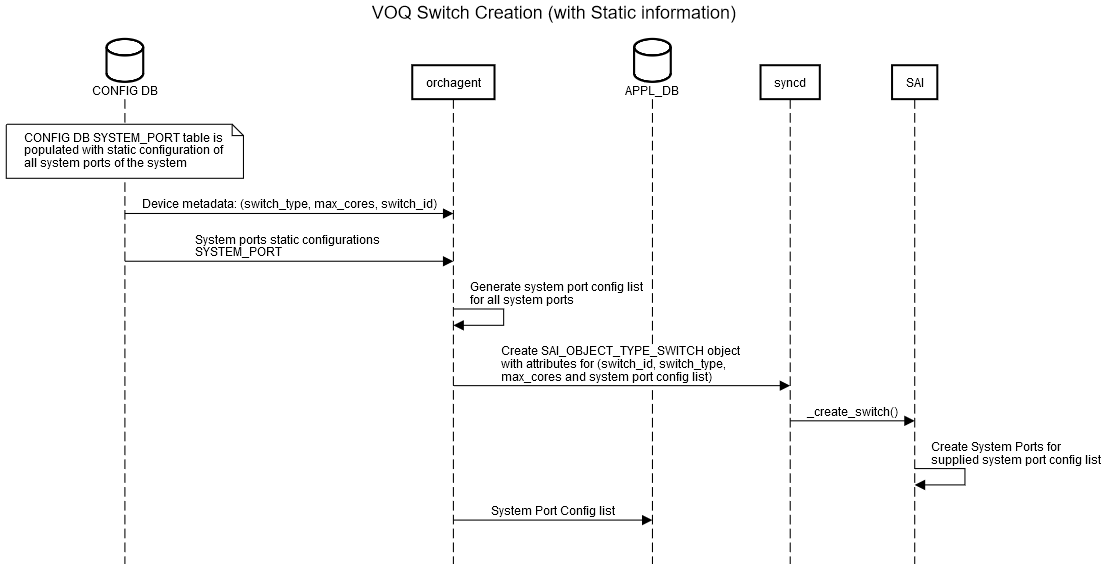 VOQ Switch Creation (with Static information)
CONFIG DB
orchagent
APPL_DB
syncd
SAI
CONFIG DB SYSTEM_PORT table is
populated with static configuration of
all system ports of the system
Device metadata: (switch_type, max_cores, switch_id)
System ports static configurations
SYSTEM_PORT
Generate system port config list
for all system ports
Create SAI_OBJECT_TYPE_SWITCH object
with attributes for (switch_id, switch_type,
max_cores and system port config list)
_create_switch()
Create System Ports for
supplied system port config list
System Port Config list